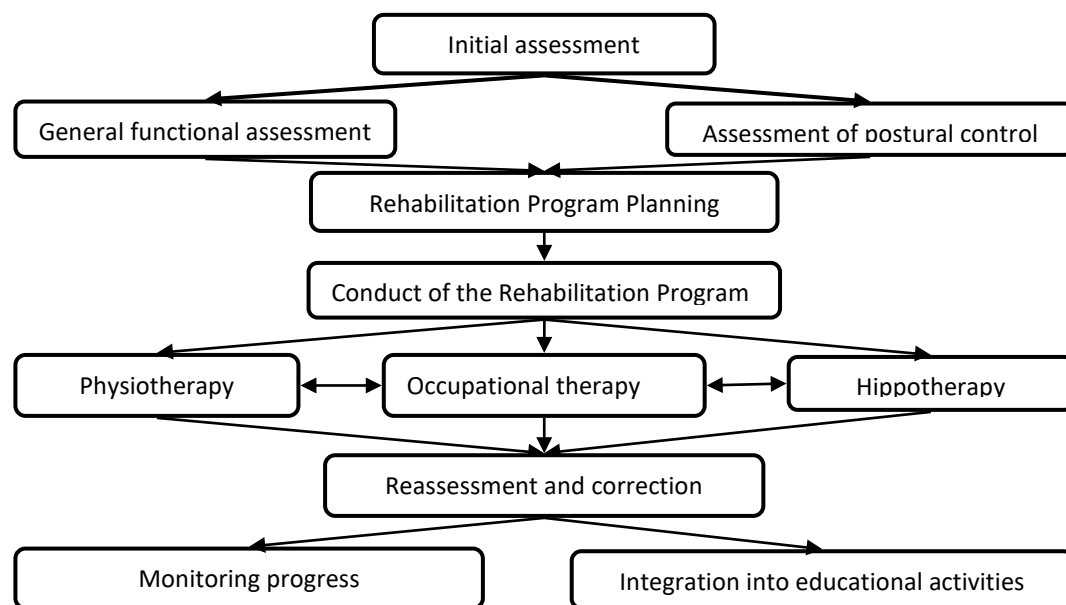 Initial assessment
General functional assessment
Assessment of postural control
Rehabilitation Program Planning
Conduct of the Rehabilitation Program
Physiotherapy
Occupational therapy
Hippotherapy
Reassessment and correction
Monitoring progress
Integration into educational activities